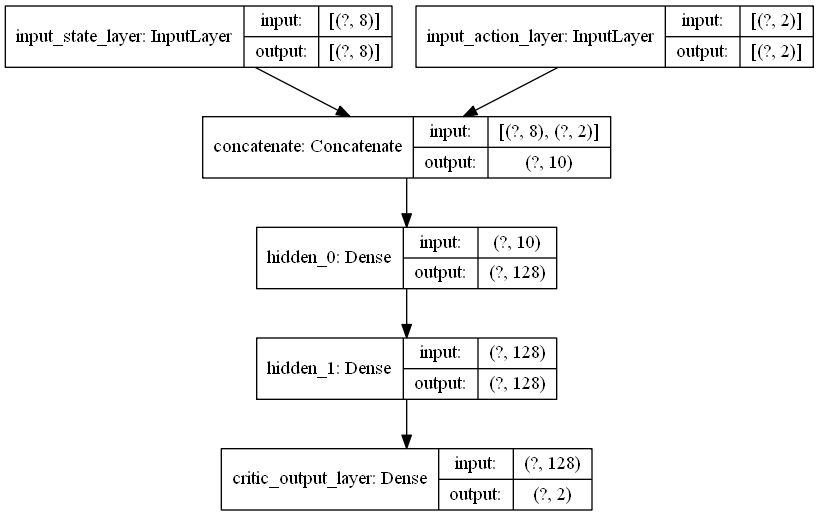 input_state_layer: InputLayer
input:
[(?, 8)]
output:
[(?, 8)]
input_action_layer: InputLayer
input:
[(?, 2)]
output:
[(?, 2)]
concatenate: Concatenate
input:
[(?, 8), (?, 2)]
output:
(?, 10)
hidden_0: Dense
input:
(?, 10)
output:
(?, 128)
hidden_1: Dense
input:
(?, 128)
output:
(?, 128)
critic_output_layer: Dense
input:
(?, 128)
output:
(?, 2)